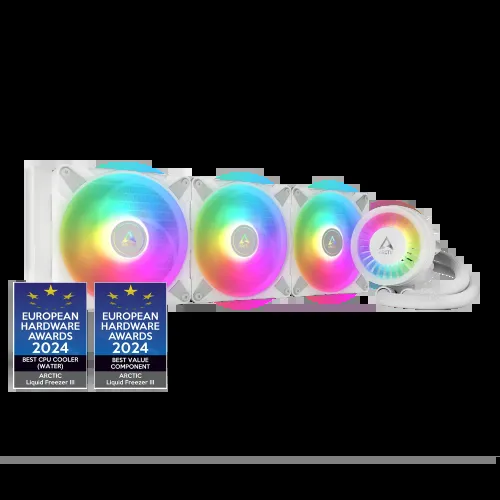 EUROPEAN
HARDWARE
AWARDS
2024
BEST CPU COOLER
(WATER)
ARCTIC
Liquid Freezer III
EUROPEAN
HARDWARE
AWARDS
2024
BEST VALUE
COMPONENT
ARCTIC
Liquid Freezer III